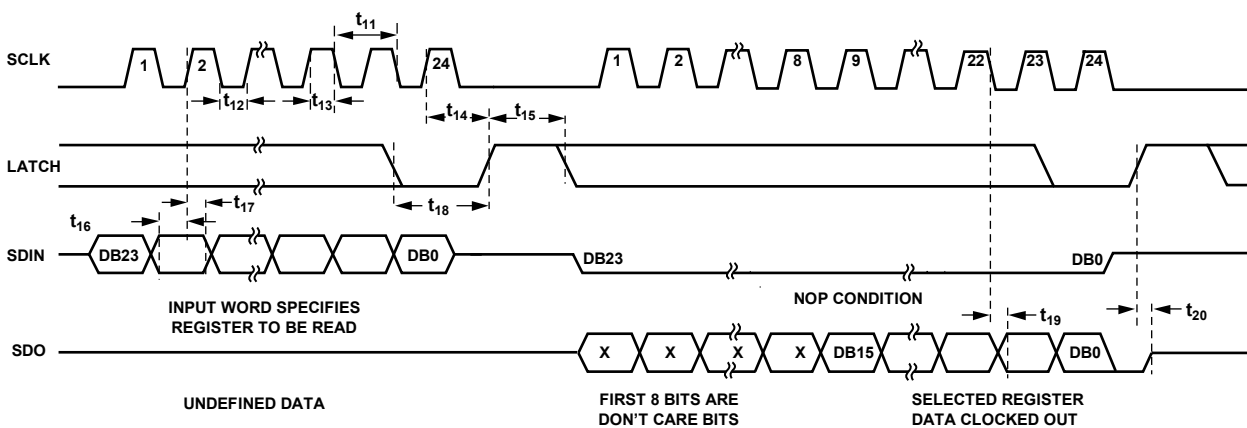 t11
SCLK
1
2
24
1
2
8
9
22
23
24
t12
t13
t14
t15
LATCH
t18
t16
t17
SDIN
DB23
DB0
DB23
DB0
INPUT WORD SPECIFIES
REGISTER TO BE READ
NOP CONDITION
t19
t20
SDO
X
X
X
X
DB15
DB0
UNDEFINED DATA
FIRST 8 BITS ARE
DON'T CARE BITS
SELECTED REGISTER
DATA CLOCKED OUT